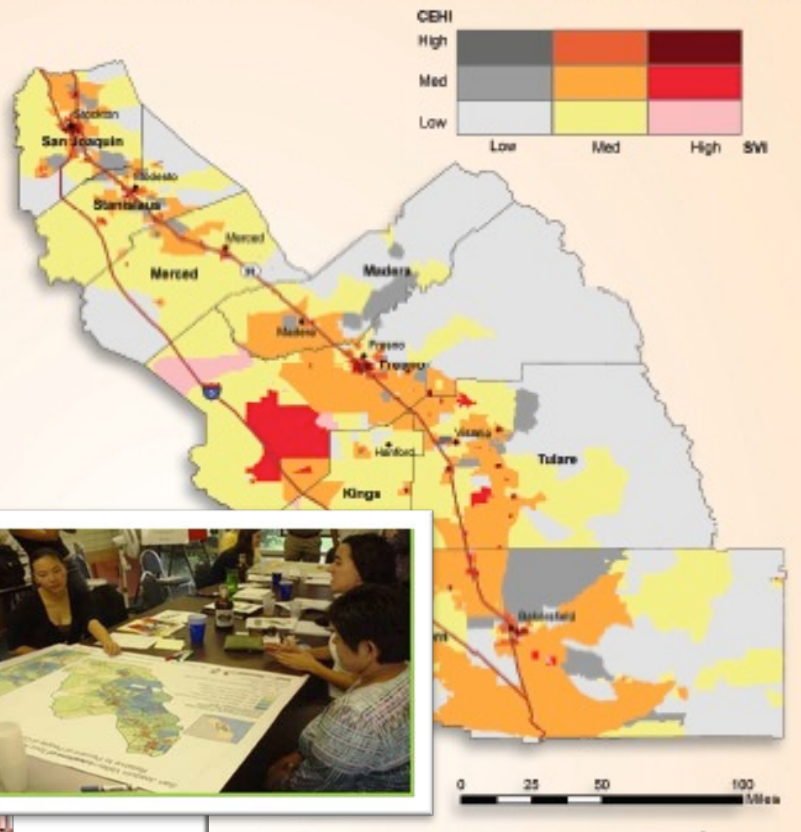 CEHI
High
Med
Low
Low Med High SVI
Stockton
San Joaquin
Modesto
Stanislaus
Merced
Merced
Madera
Madera
Fresno
Fresno
Visalia
Hanford
Tulare
Kings
5
Bakersfield
0 25 50 100
Miles